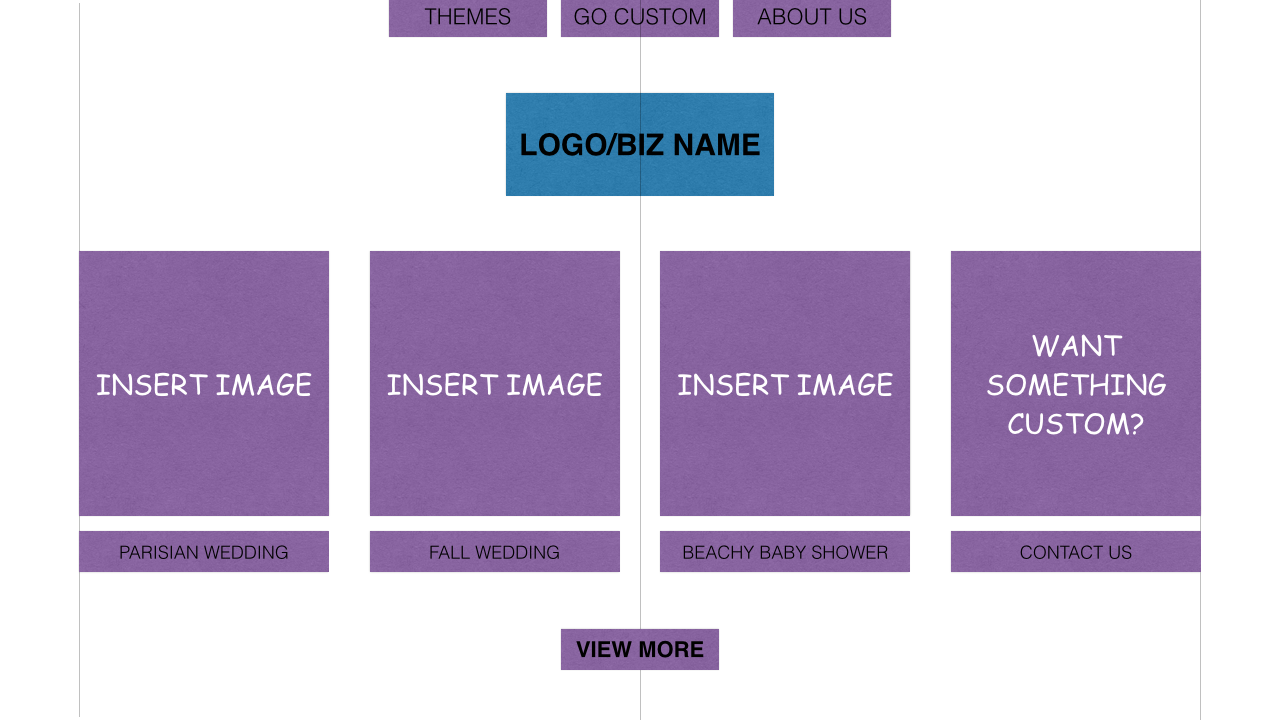 THEMES
GO CUSTOM
ABOUT US
LOGO/BIZ NAME
INSERT IMAGE
INSERT IMAGE
INSERT IMAGE
WANT
SOMETHING
CUSTOM?
PARISIAN WEDDING
FALL WEDDING
BEACHY BABY SHOWER
CONTACT US
VIEW MORE